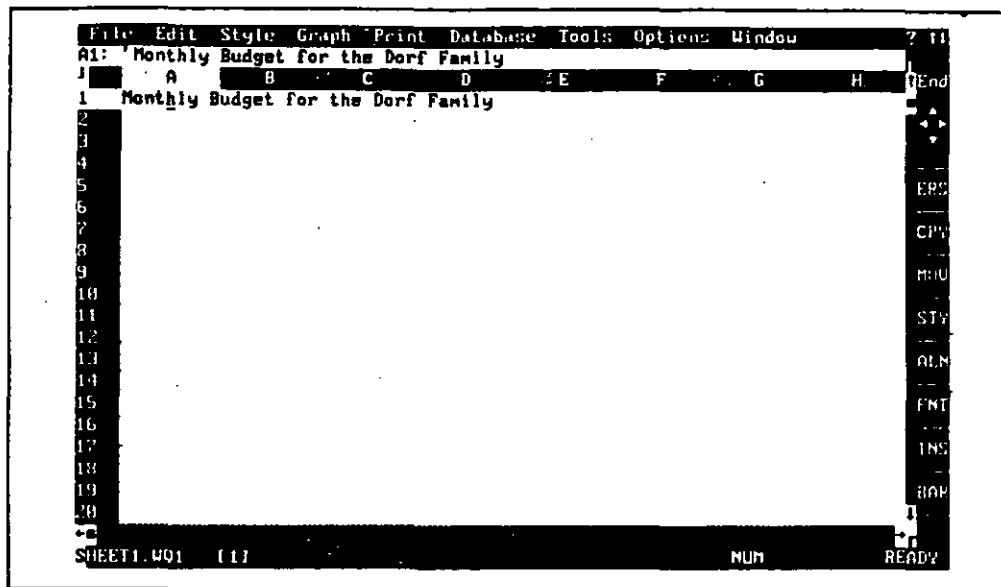 File Edit Style Graph Print Database Tools Options Window ? ↑↓
A1: 'Monthly Budget for the Dorf Family
A B C D E F G H End
1 Monthly Budget for the Dorf Family
2
3
4
5 ERS
6
7 CPY
8
9 MOV
10
11 STY
12
13 ALN
14
15 FNT
16
17 INS
18
19 BAR
20
SHEET1.WQ1 [1] NUM READY